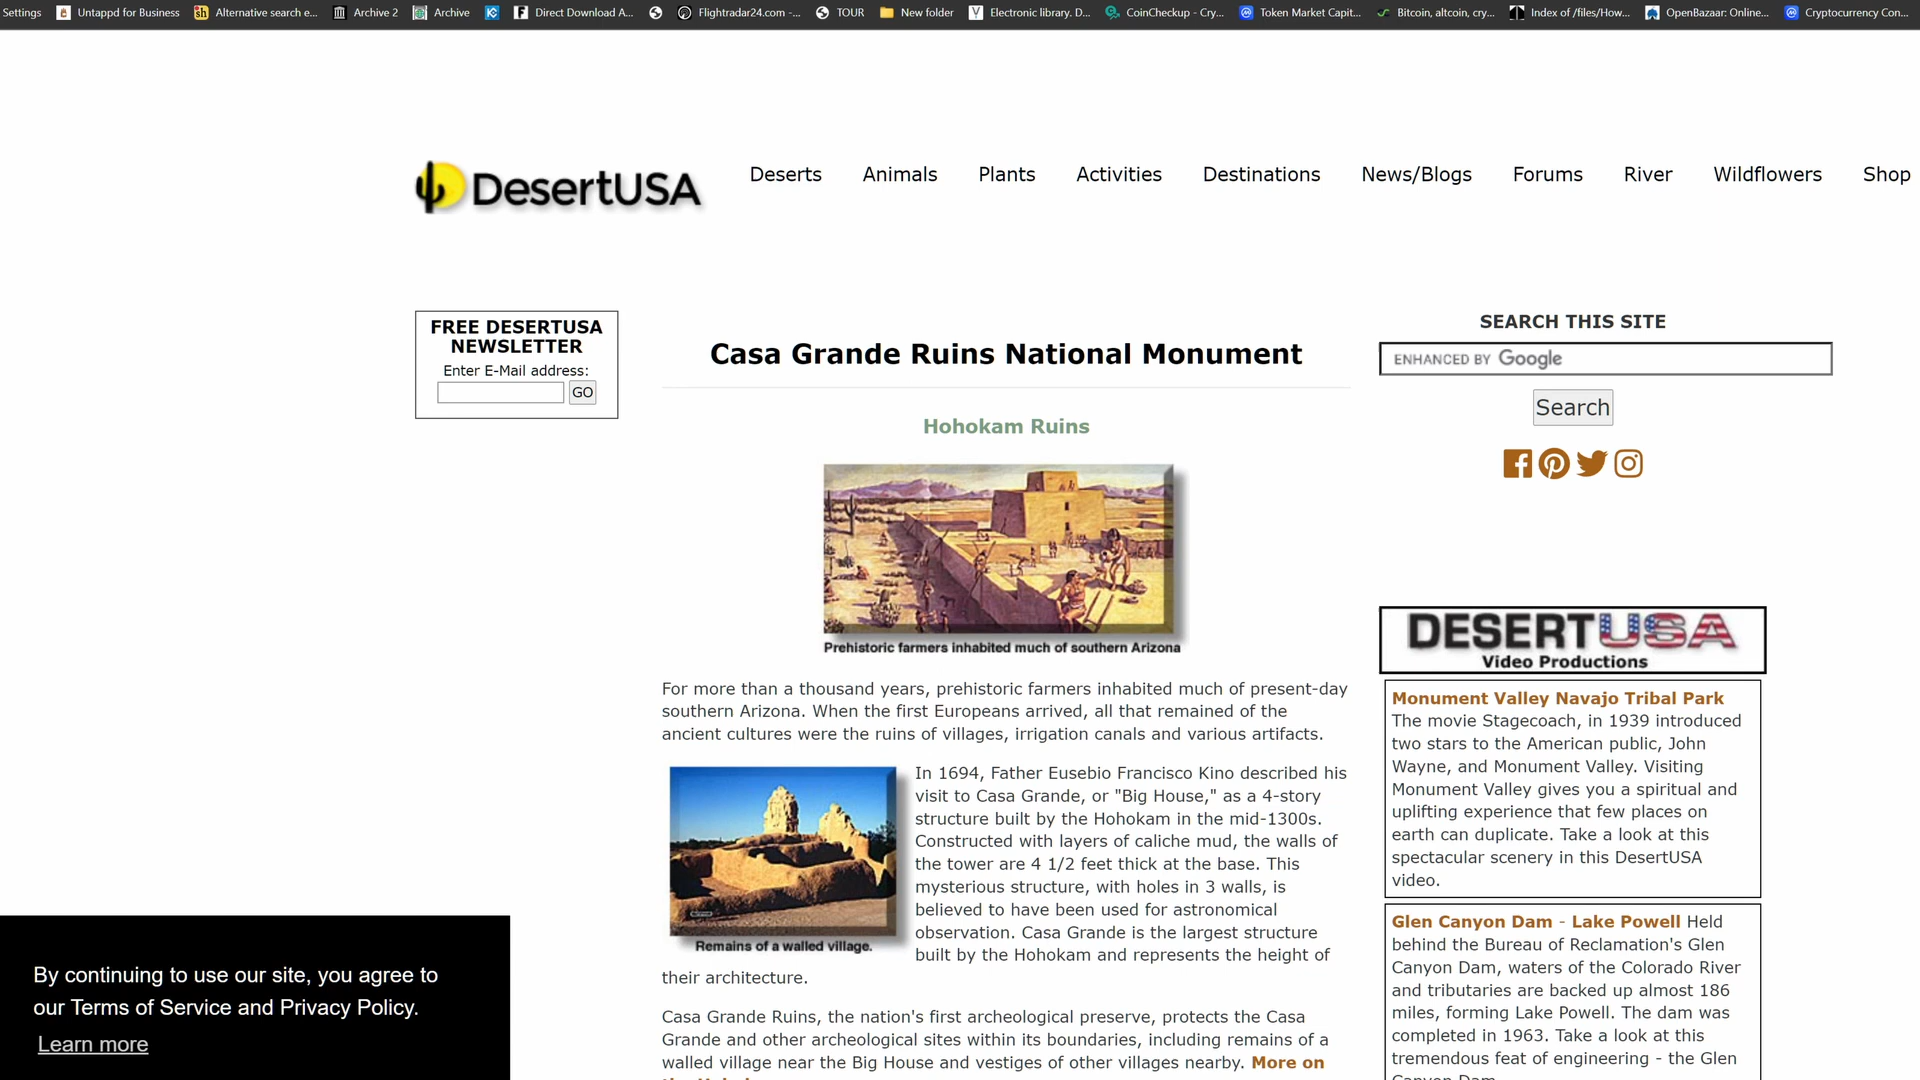 Settings Untappd for Business Alternative search e... Archive 2 Archive Direct Download A... Flightradar24.com -... TOUR New folder Electronic library. D... CoinCheckup - Cry... Token Market Capit... Bitcoin, altcoin, cry... Index of /files/How... OpenBazaar: Online... Cryptocurrency Con...
DesertUSA Deserts Animals Plants Activities Destinations News/Blogs Forums River Wildflowers Shop
FREE DESERTUSA
NEWSLETTER
Enter E-Mail address:
GO
Casa Grande Ruins National Monument
Hohokam Ruins
Prehistoric farmers inhabited much of southern Arizona
For more than a thousand years, prehistoric farmers inhabited much of present-day
southern Arizona. When the first Europeans arrived, all that remained of the
ancient cultures were the ruins of villages, irrigation canals and various artifacts.
In 1694, Father Eusebio Francisco Kino described his
visit to Casa Grande, or "Big House," as a 4-story
structure built by the Hohokam in the mid-1300s.
Constructed with layers of caliche mud, the walls of
the tower are 4 1/2 feet thick at the base. This
mysterious structure, with holes in 3 walls, is
believed to have been used for astronomical
observation. Casa Grande is the largest structure
built by the Hohokam and represents the height of
their architecture.
Remains of a walled village.
Casa Grande Ruins, the nation's first archeological preserve, protects the Casa
Grande and other archeological sites within its boundaries, including remains of a
walled village near the Big House and vestiges of other villages nearby. More on
SEARCH THIS SITE
ENHANCED BY Google
Search
DESERTUSA
Video Productions
Monument Valley Navajo Tribal Park
The movie Stagecoach, in 1939 introduced
two stars to the American public, John
Wayne, and Monument Valley. Visiting
Monument Valley gives you a spiritual and
uplifting experience that few places on
earth can duplicate. Take a look at this
spectacular scenery in this DesertUSA
video.
Glen Canyon Dam - Lake Powell Held
behind the Bureau of Reclamation's Glen
Canyon Dam, waters of the Colorado River
and tributaries are backed up almost 186
miles, forming Lake Powell. The dam was
completed in 1963. Take a look at this
tremendous feat of engineering - the Glen
Canyon Dam.
By continuing to use our site, you agree to
our Terms of Service and Privacy Policy.
Learn more